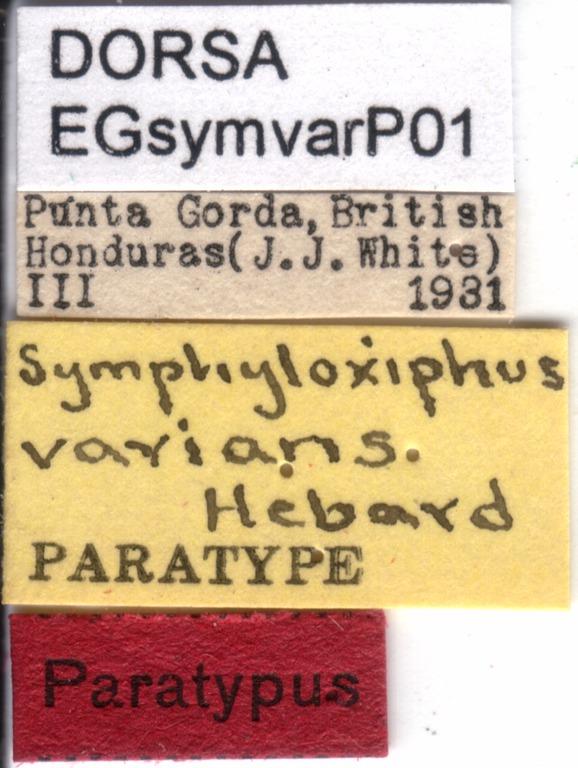 DORSA
EGsymvarP01
Punta Gorda, British
Honduras(J.J.White)
III 1931
Symphyloxiphus
varians.
Hebard
PARATYPE
Paratypus